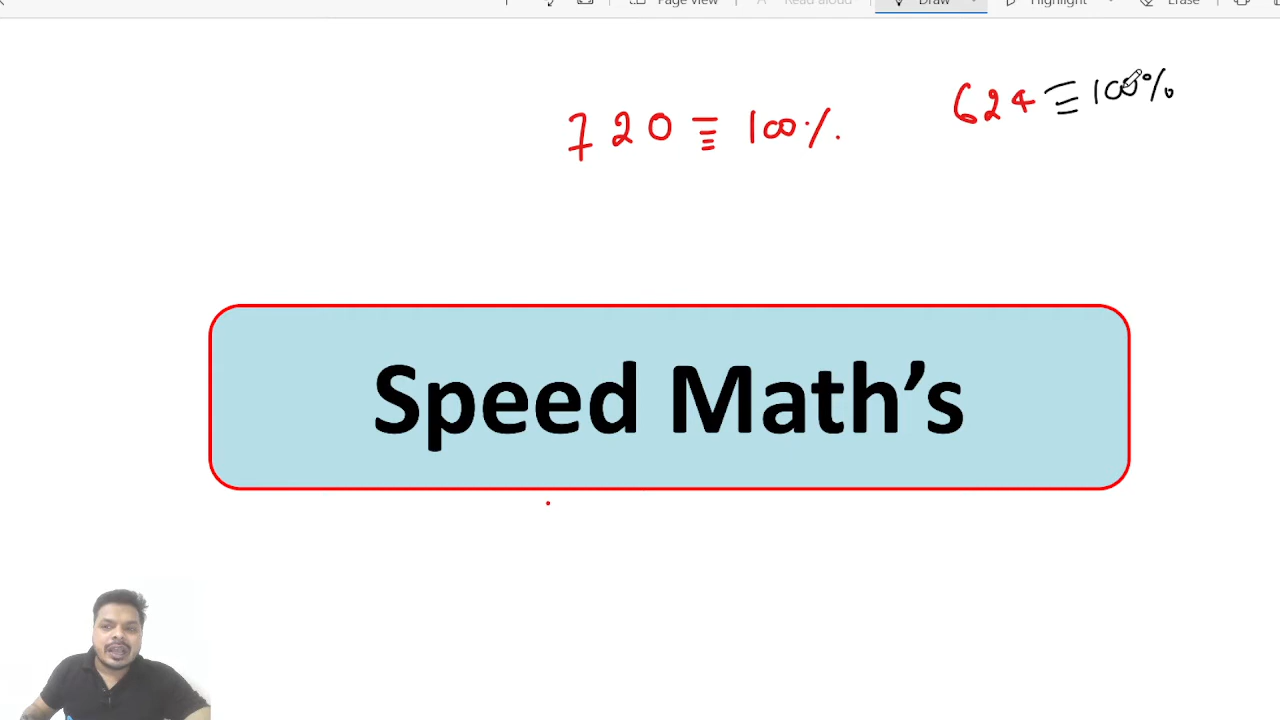 Page view
Read aloud
Draw
Highlight
Erase
624 ≡ 100%
720 ≡ 100%
Speed Math’s